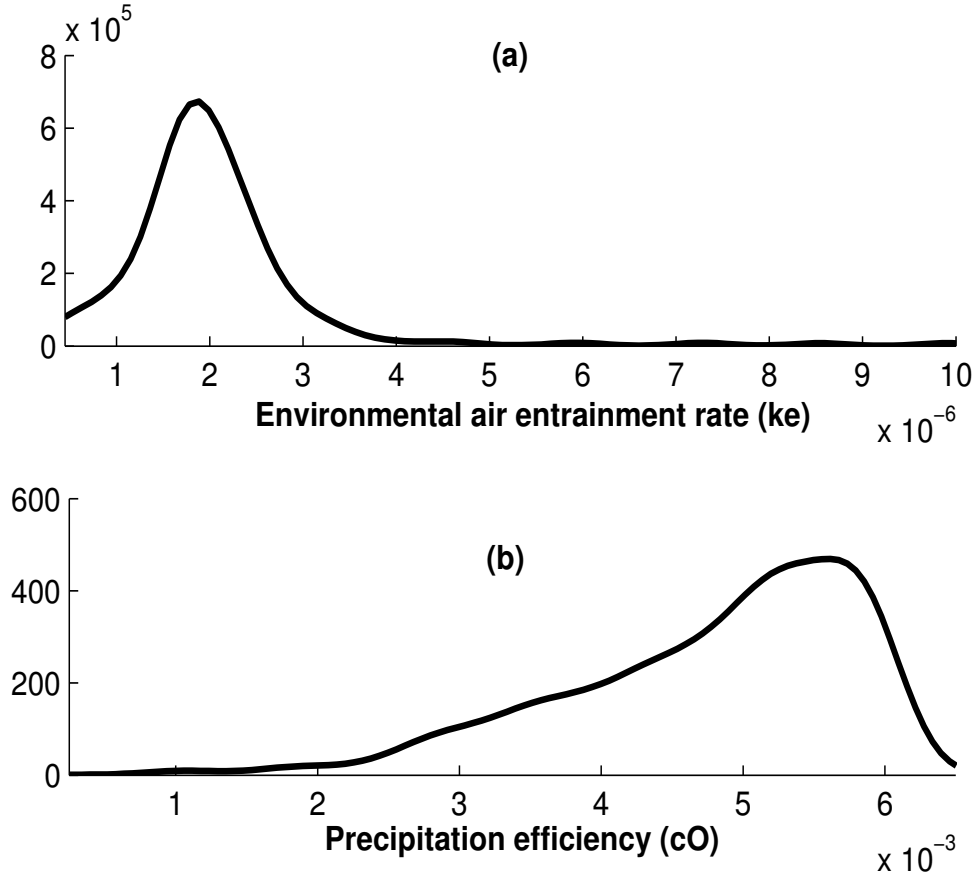 x 10^5
(a)
8
6
4
2
0
1 2 3 4 5 6 7 8 9 10
Environmental air entrainment rate (ke)
x 10^−6
600
(b)
400
200
0
1 2 3 4 5 6
Precipitation efficiency (cO)
x 10^−3